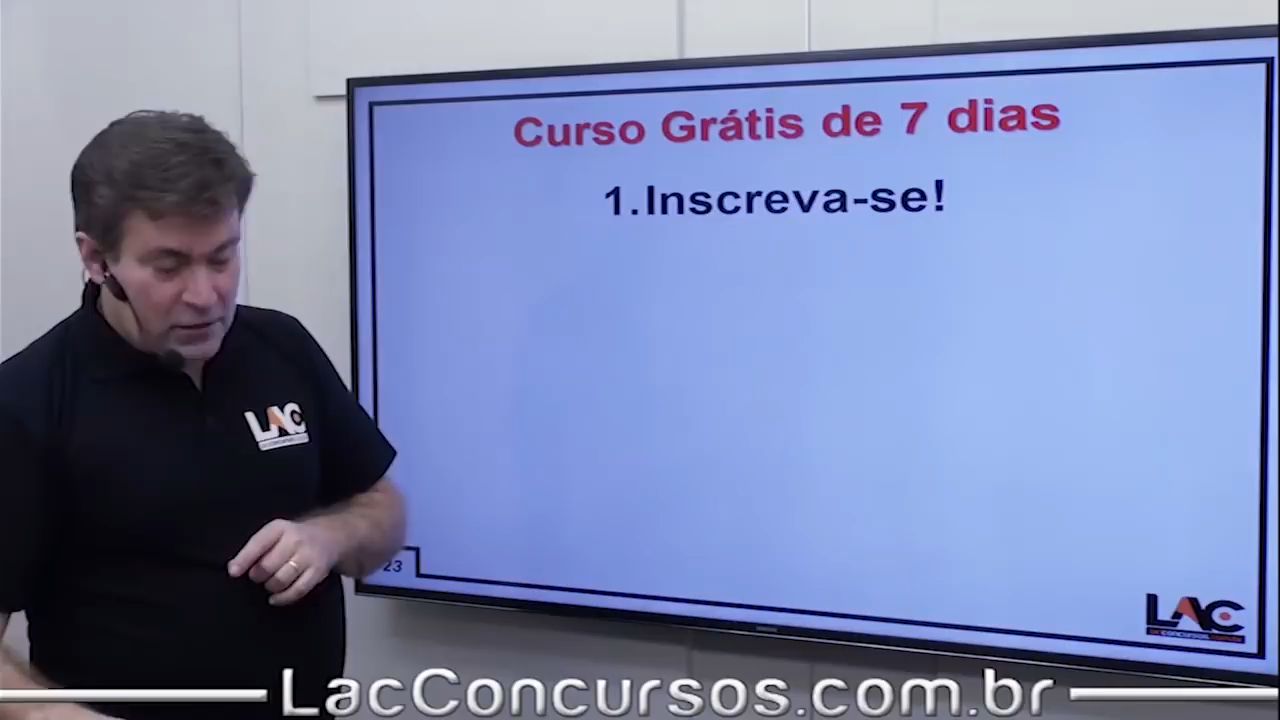 Curso Grátis de 7 dias
1.Inscreva-se!
LAC
23
LAC
LacConcursos.com.br